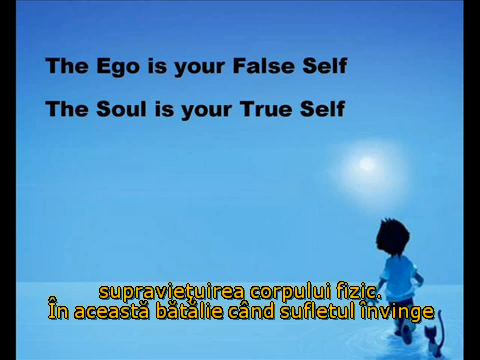 The Ego is your False Self
The Soul is your True Self
supravieţuirea corpului fizic.
În această bătălie când sufletul învinge